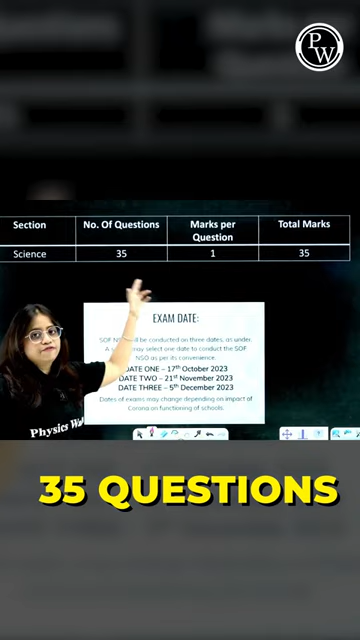 P
W
Section No. Of Questions Marks per Question Total Marks
Science 35 1 35
EXAM DATE:
SOF NSO will be conducted on three dates, as under.
A school may select one date to conduct the SOF
NSO as per its convenience.
DATE ONE – 17th October 2023
DATE TWO – 21st November 2023
DATE THREE – 5th December 2023
Dates of exams may change depending on impact of
Corona on functioning of schools.
Physics Wal
35 QUESTIONS